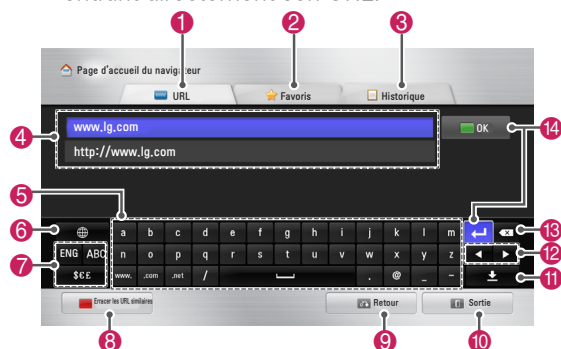 1 2 3
Page d'accueil du navigateur
URL Favoris Historique
4 www.lg.com OK 14
http://www.lg.com
5
6 a b c d e f g h i j k l m 13
7 ENG ABC n o p q r s t u v w x y z 12
$€£ www. .com .net / . @ _ - 11
Erracer les URL similaires Retour Sortie
8 9 10